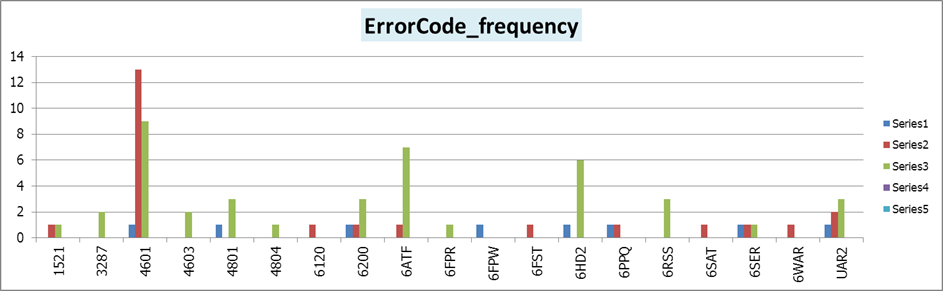 ErrorCode_frequency
14
12
10
8
6
4
2
0
1521
3287
4601
4603
4801
4804
6120
6200
6ATF
6FPR
6FPW
6FST
6HD2
6PPQ
6RSS
6SAT
6SER
6WAR
UAR2
Series1
Series2
Series3
Series4
Series5